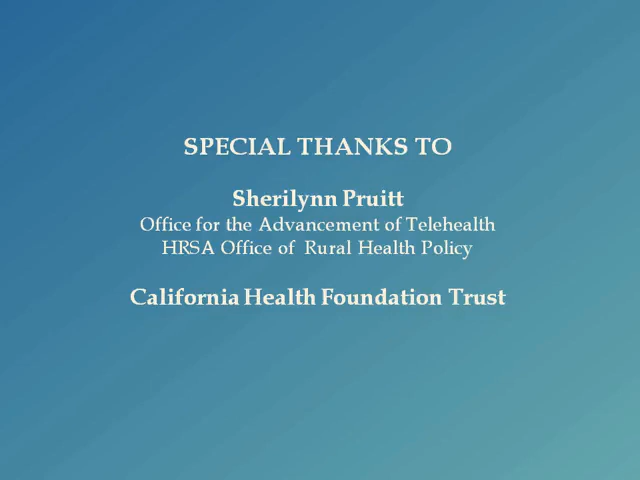 SPECIAL THANKS TO
Sherilynn Pruitt
Office for the Advancement of Telehealth
HRSA Office of Rural Health Policy
California Health Foundation Trust